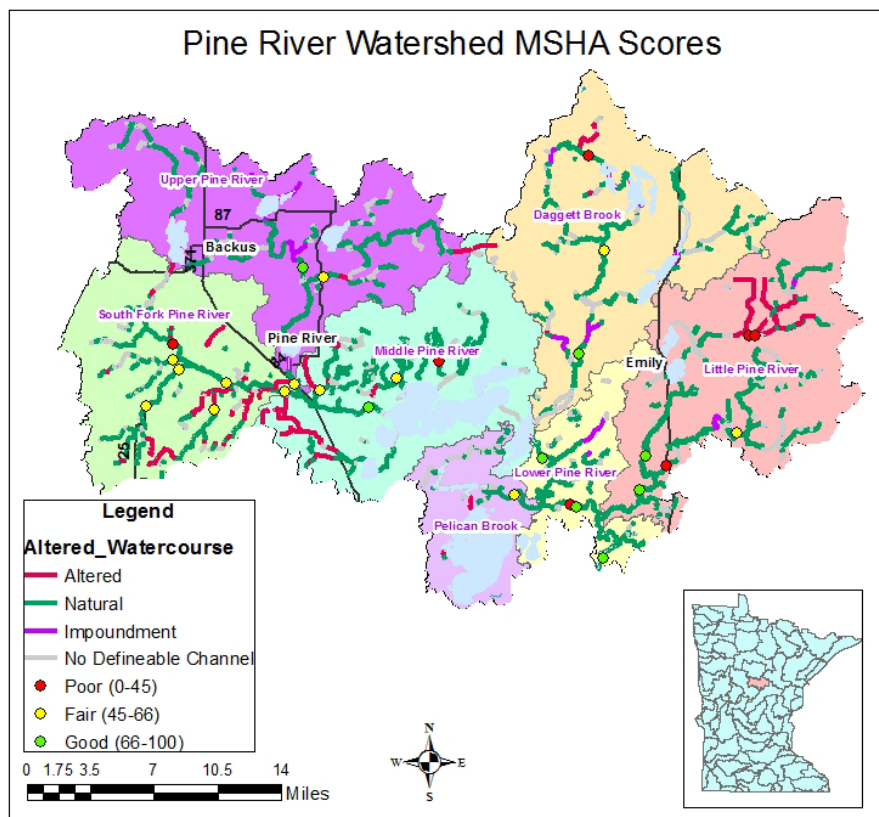 Pine River Watershed MSHA Scores
Upper Pine River
87
Daggett Brook
Backus
371
South Fork Pine River
Pine River
84
Middle Pine River
Emily
Little Pine River
25
Lower Pine River
Pelican Brook
Legend
Altered_Watercourse
Altered
Natural
Impoundment
No Defineable Channel
Poor (0-45)
Fair (45-66)
Good (66-100)
0 1.75 3.5 7 10.5 14
Miles
N
W E
S